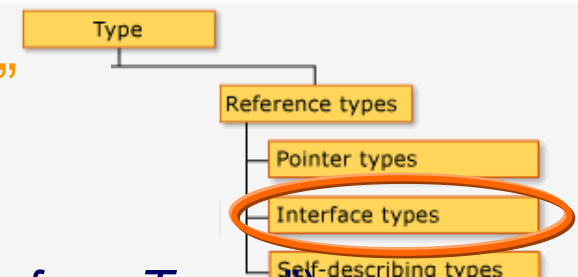 Type
”
Reference types
Pointer types
Interface types
Self-describing types